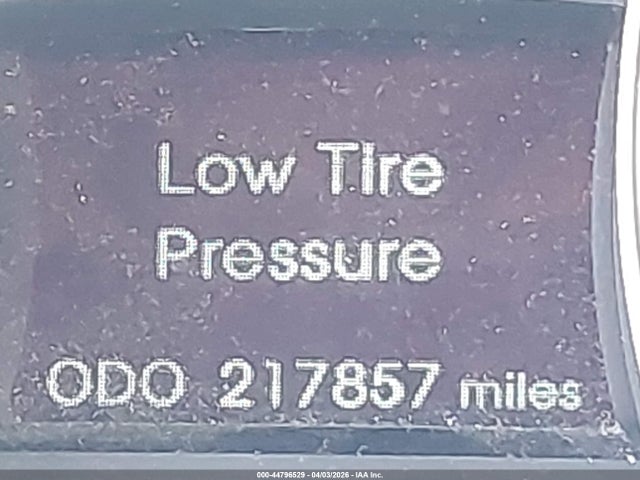 Low Tire
Pressure
ODO 217857 miles
000-44796529 - 04/03/2026 - IAA Inc.